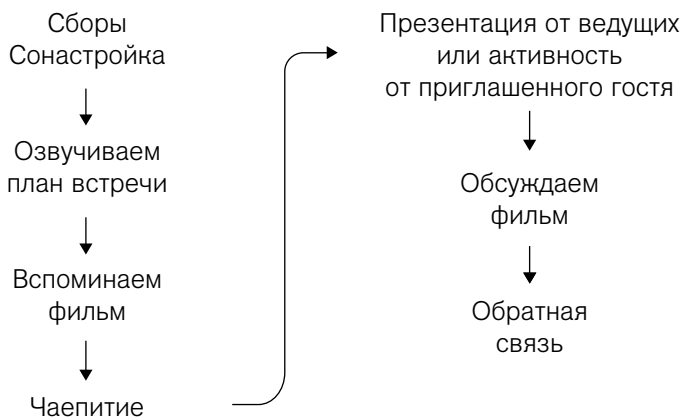 Сборы
Сонастройка
Озвучиваем
план встречи
Вспоминаем
фильм
Чаепитие
Презентация от ведущих
или активность
от приглашенного гостя
Обсуждаем
фильм
Обратная
связь